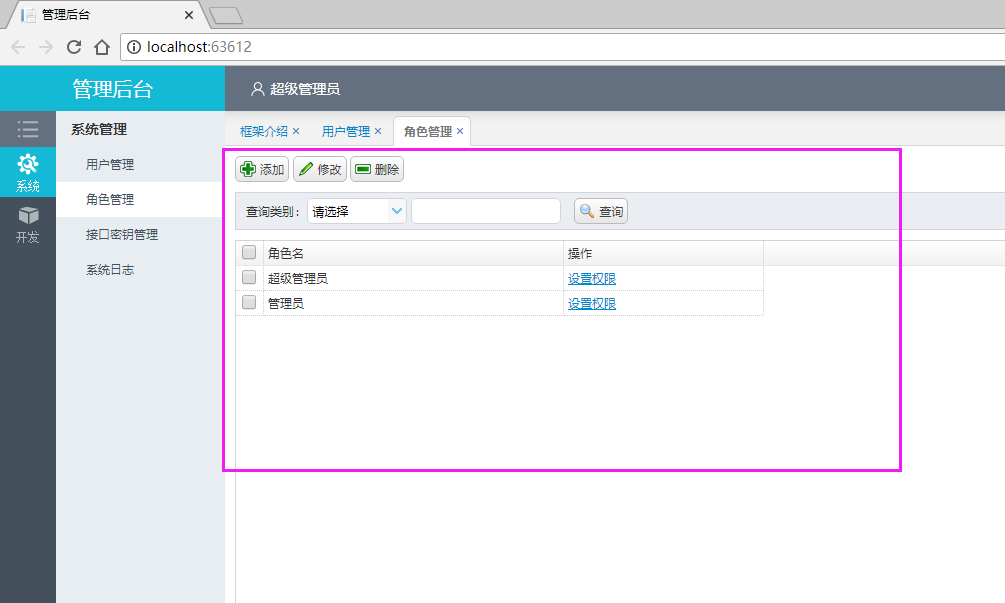 管理后台
localhost:63612
管理后台
超级管理员
系统管理
框架介绍 用户管理 角色管理
用户管理
角色管理
接口密钥管理
系统日志
系统
开发
添加 修改 删除
查询类别: 请选择 查询
角色名 操作
超级管理员 设置权限
管理员 设置权限